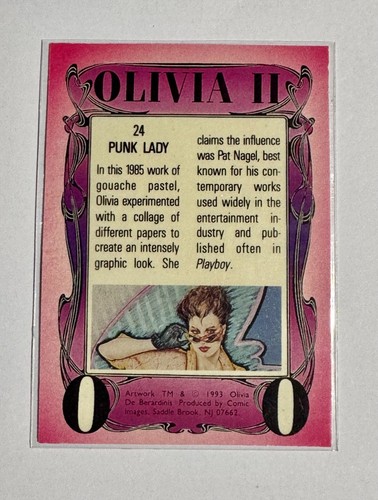 OLIVIA II
24
PUNK LADY
In this 1985 work of
gouache pastel,
Olivia experimented
with a collage of
different papers to
create an intensely
graphic look. She
claims the influence
was Pat Nagel, best
known for his con-
temporary works
used widely in the
entertainment in-
dustry and pub-
lished often in
Playboy.
Artwork TM & © 1993 Olivia
De Berardinis Produced by Comic
Images, Saddle Brook, NJ 07662.
O O